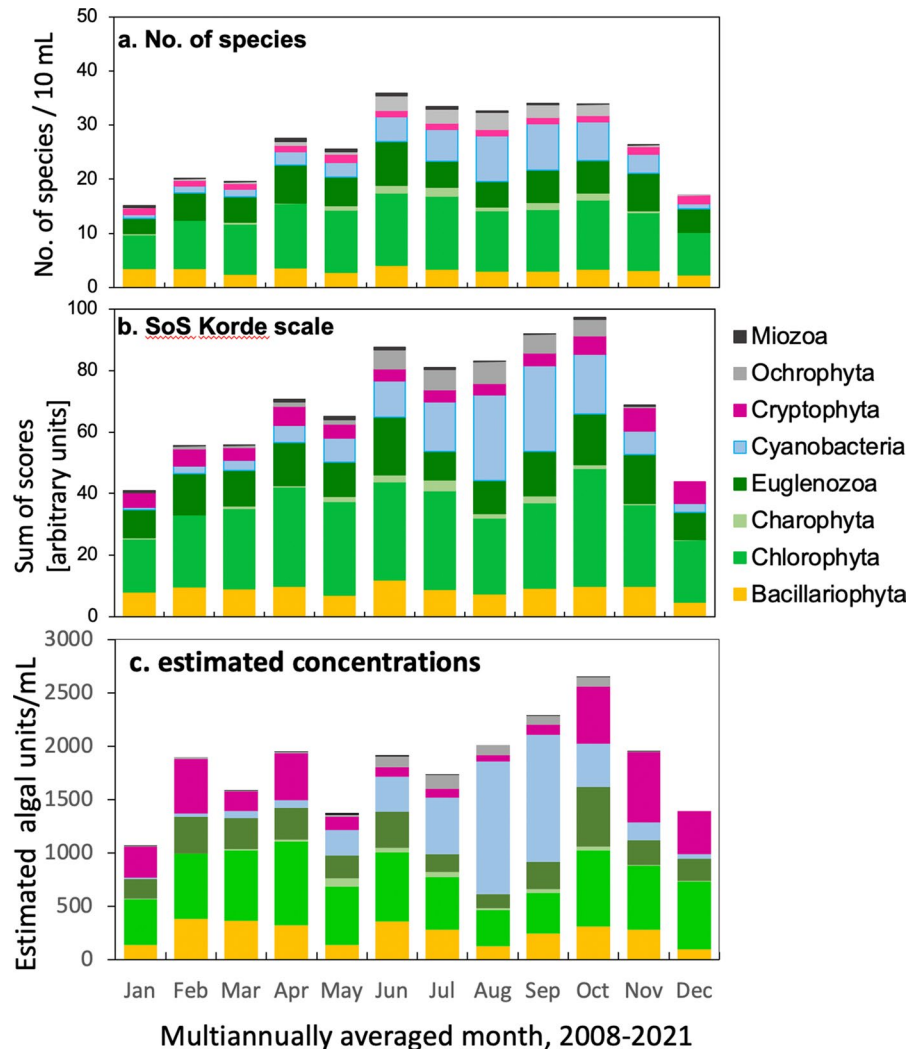 a. No. of species
No. of species / 10 mL
50
40
30
20
10
0
b. SoS Korde scale
Sum of scores
[arbitrary units]
100
80
60
40
20
0
Miozoa
Ochrophyta
Cryptophyta
Cyanobacteria
Euglenozoa
Charophyta
Chlorophyta
Bacillariophyta
c. estimated concentrations
Estimated algal units/mL
3000
2500
2000
1500
1000
500
0
Jan Feb Mar Apr May Jun Jul Aug Sep Oct Nov Dec
Multiannually averaged month, 2008-2021